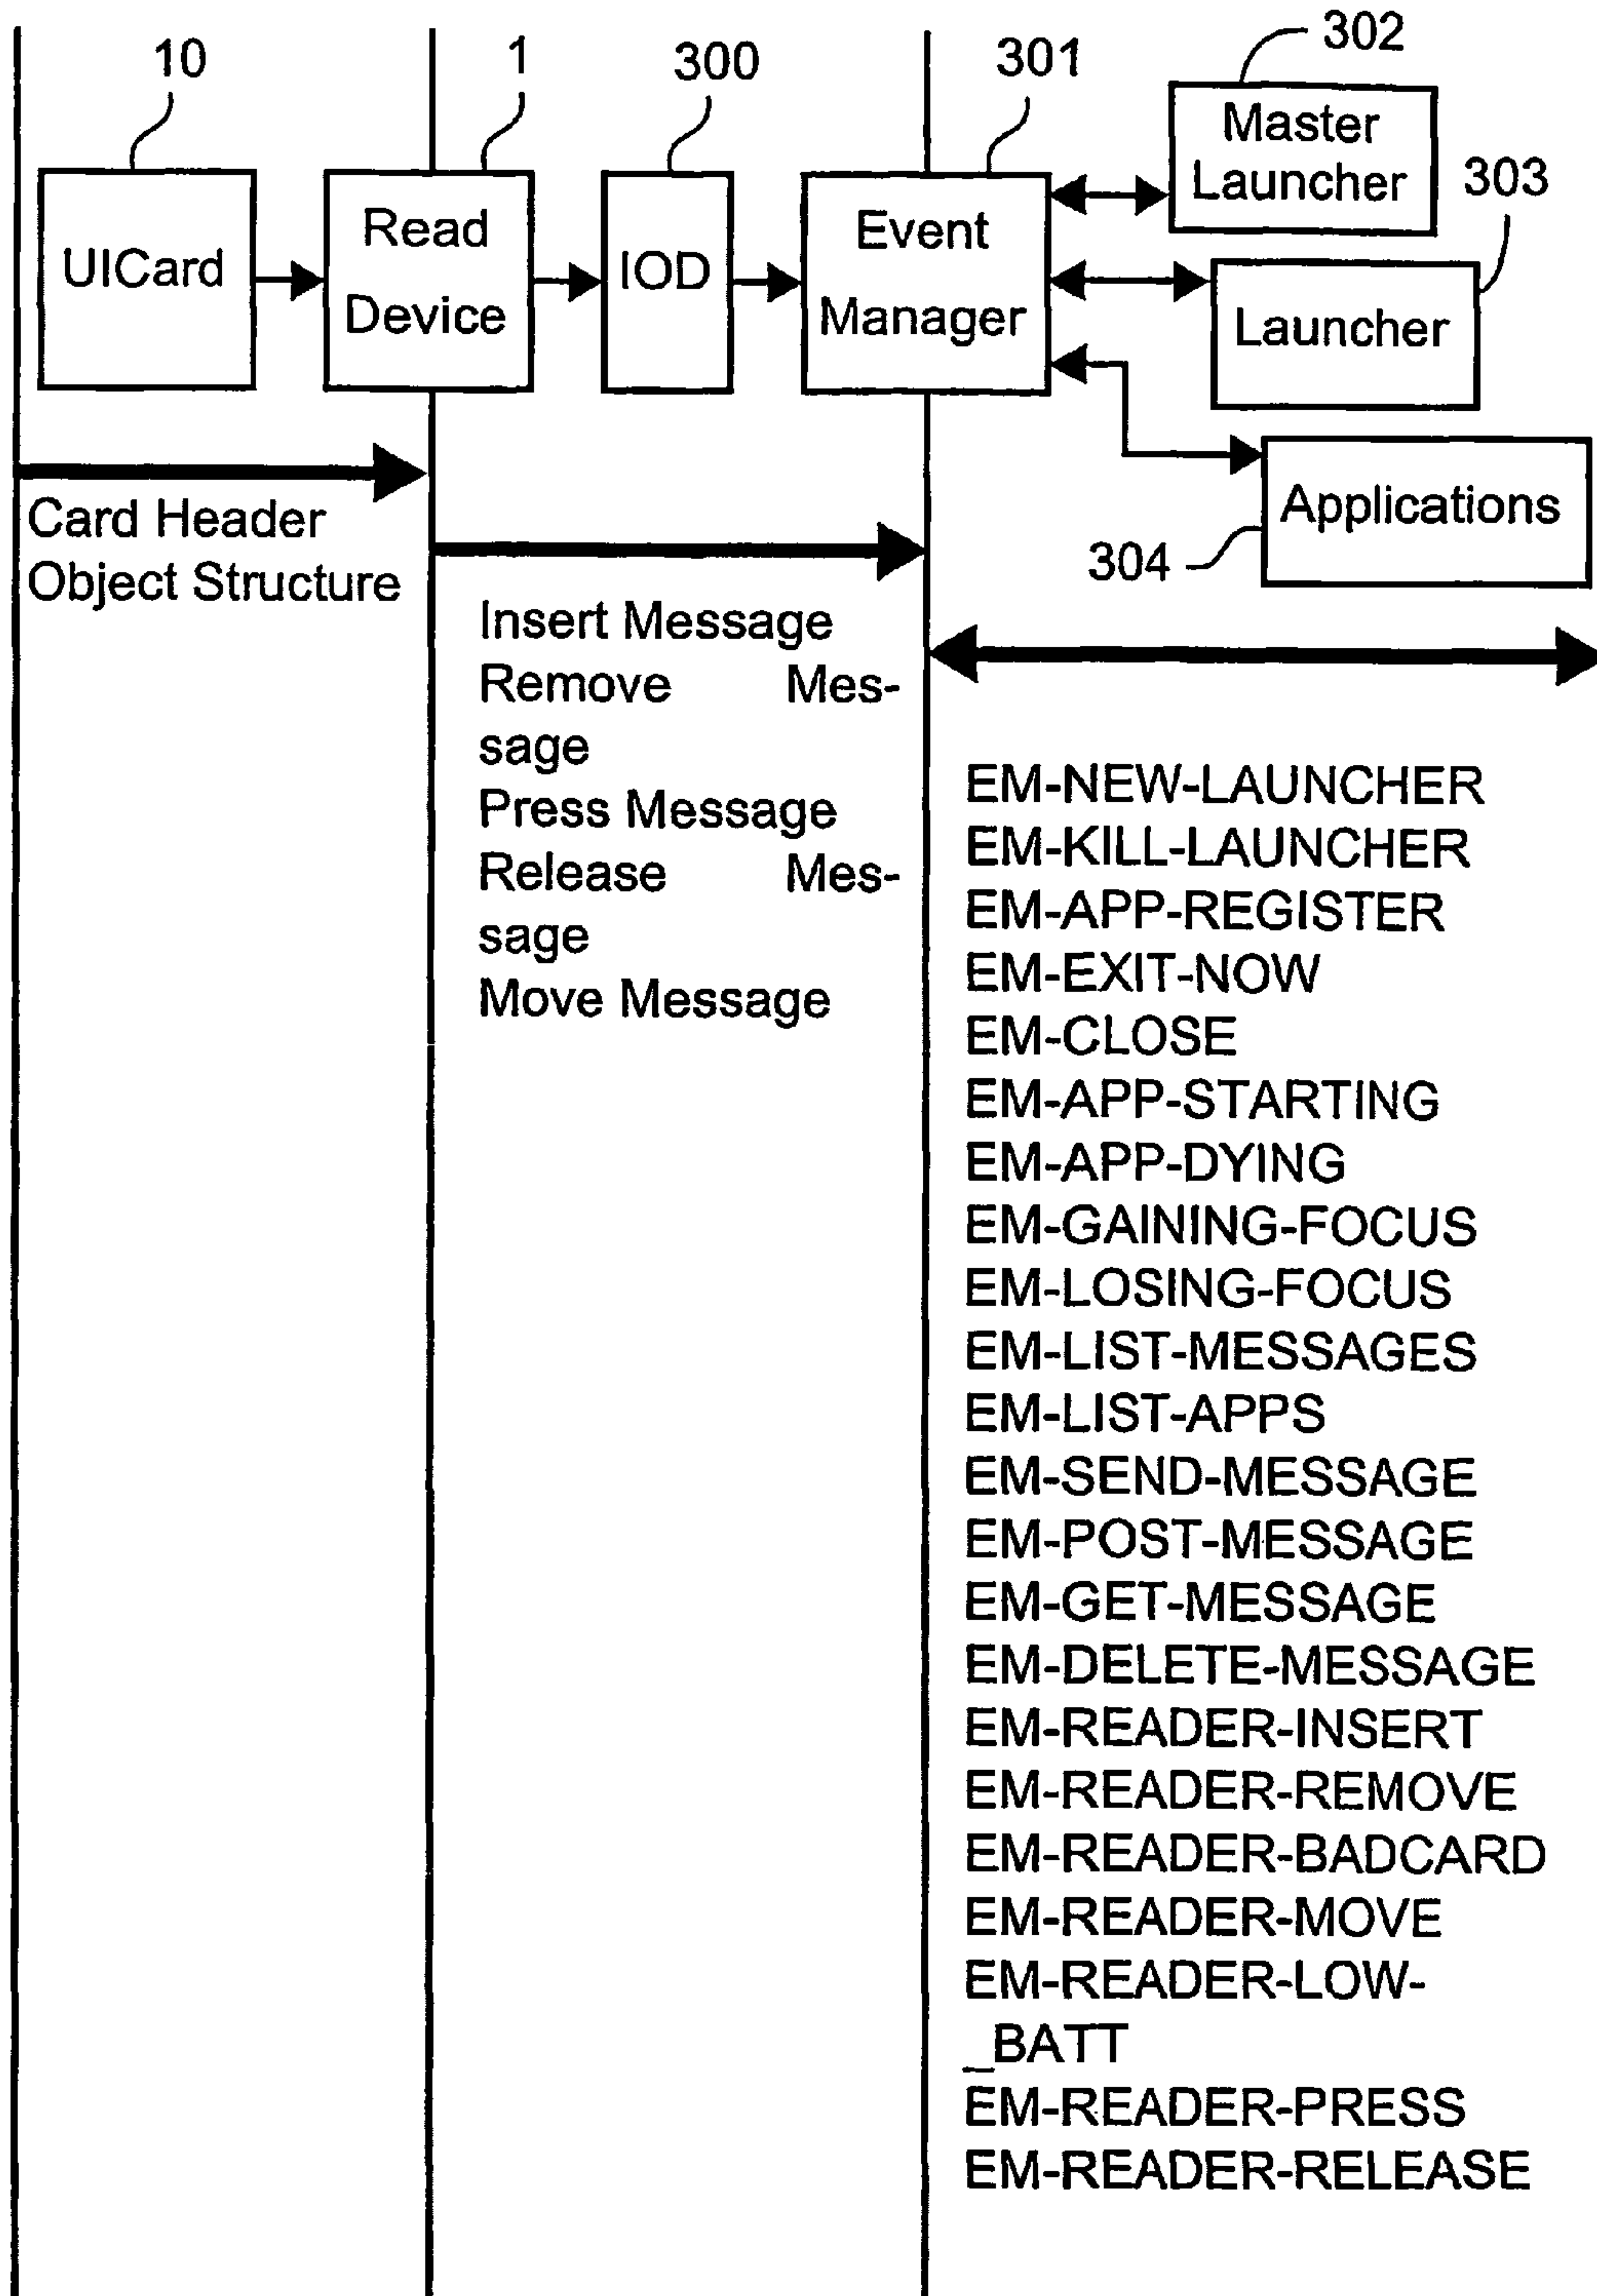 10
1
300
301
302
303
UICard
Read
Device
IOD
Event
Manager
Master
Launcher
Launcher
Applications
304
Card Header
Object Structure
Insert Message
Remove Mes-
sage
Press Message
Release Mes-
sage
Move Message
EM-NEW-LAUNCHER
EM-KILL-LAUNCHER
EM-APP-REGISTER
EM-EXIT-NOW
EM-CLOSE
EM-APP-STARTING
EM-APP-DYING
EM-GAINING-FOCUS
EM-LOSING-FOCUS
EM-LIST-MESSAGES
EM-LIST-APPS
EM-SEND-MESSAGE
EM-POST-MESSAGE
EM-GET-MESSAGE
EM-DELETE-MESSAGE
EM-READER-INSERT
EM-READER-REMOVE
EM-READER-BADCARD
EM-READER-MOVE
EM-READER-LOW-
_BATT
EM-READER-PRESS
EM-READER-RELEASE